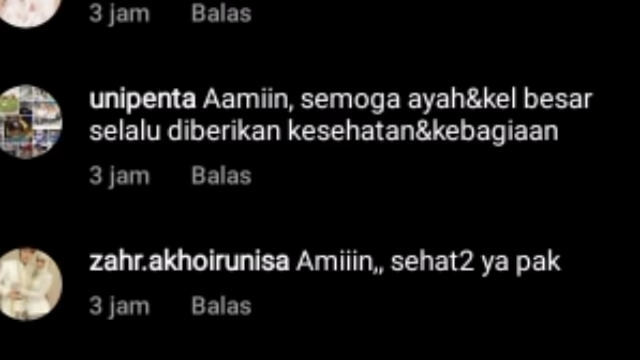 3 jam Balas
unipenta Aamiin, semoga ayah&kel besar
selalu diberikan kesehatan&kebagiaan
3 jam Balas
zahr.akhoirunisa Amiiin,, sehat2 ya pak
3 jam Balas